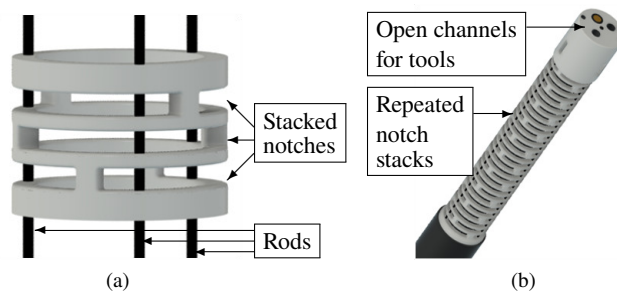 Stacked
notches
Rods
(a)
Open channels
for tools
Repeated
notch
stacks
(b)